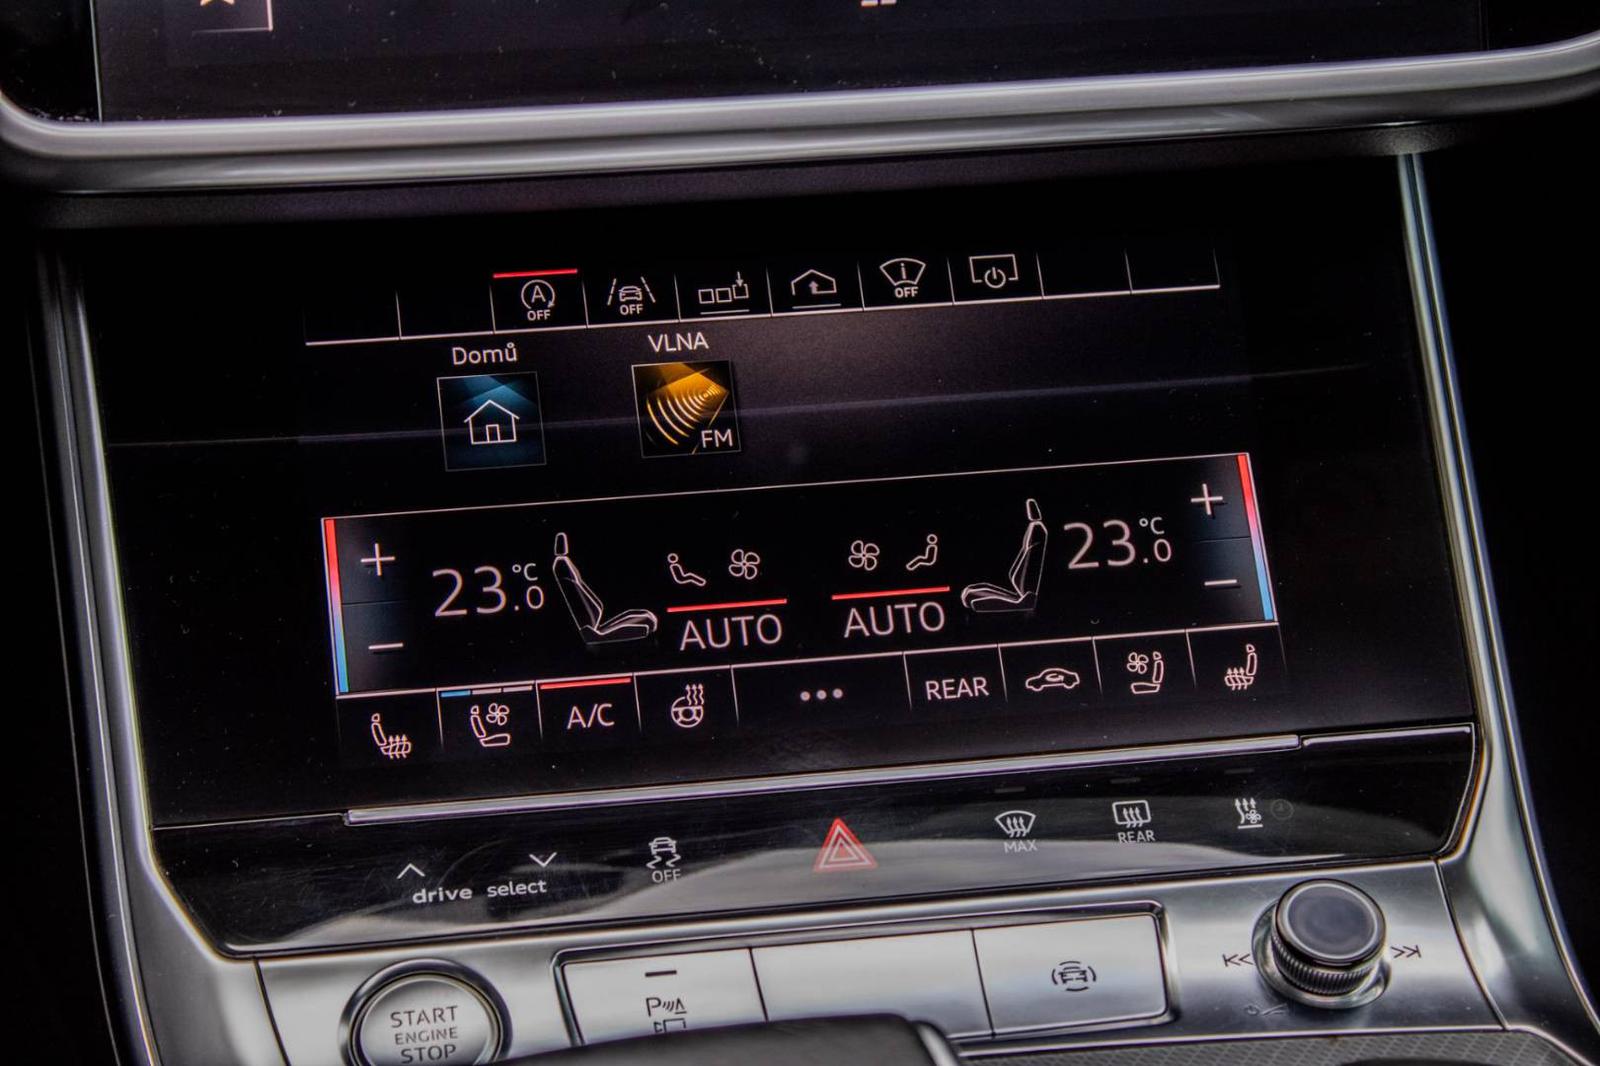 A
OFF
OFF
OFF
Domů
VLNA
FM
23.0 °C
AUTO
AUTO
23.0 °C
A/C
REAR
drive select
OFF
MAX
REAR
START
ENGINE
STOP
P